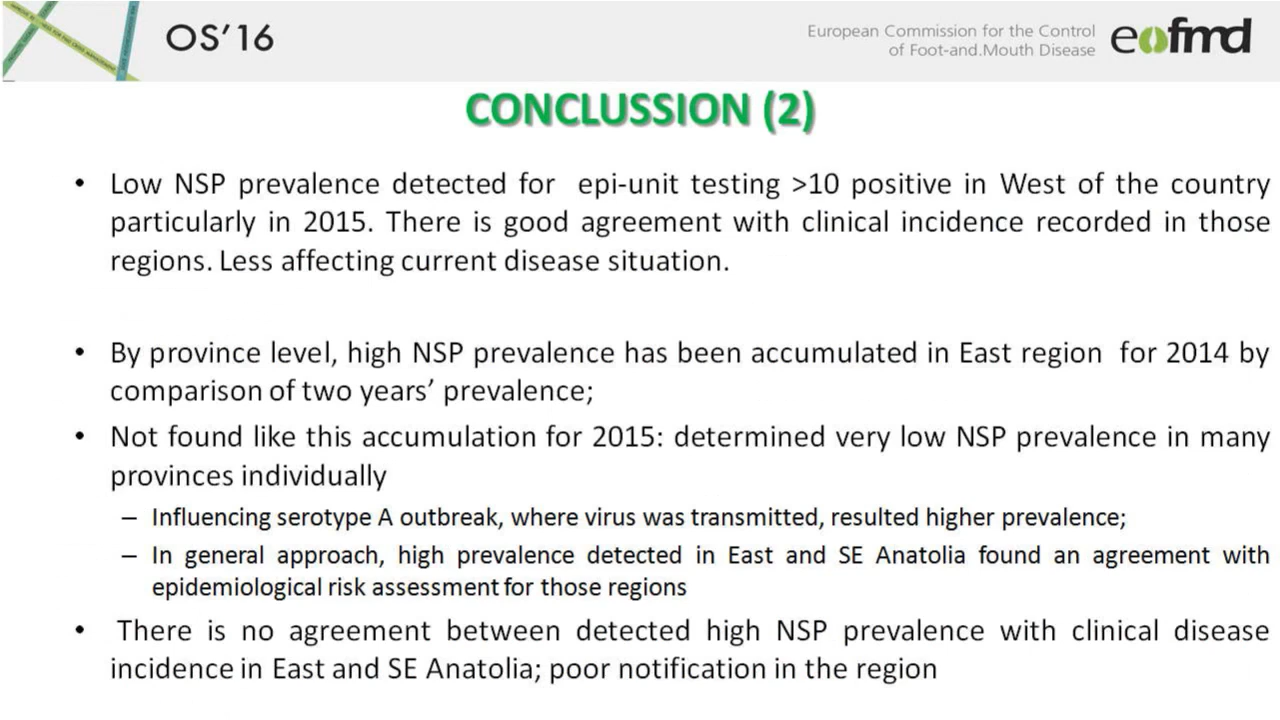 OS'16
European Commission for the Control
of Foot-and.Mouth Disease
eofmd
CONCLUSSION (2)
• Low NSP prevalence detected for epi-unit testing >10 positive in West of the country
particularly in 2015. There is good agreement with clinical incidence recorded in those
regions. Less affecting current disease situation.
• By province level, high NSP prevalence has been accumulated in East region for 2014 by
comparison of two years’ prevalence;
• Not found like this accumulation for 2015: determined very low NSP prevalence in many
provinces individually
– Influencing serotype A outbreak, where virus was transmitted, resulted higher prevalence;
– In general approach, high prevalence detected in East and SE Anatolia found an agreement with
epidemiological risk assessment for those regions
• There is no agreement between detected high NSP prevalence with clinical disease
incidence in East and SE Anatolia; poor notification in the region